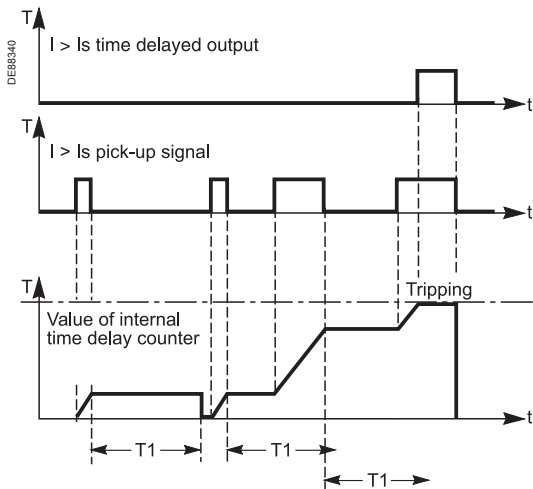 T
I > Is time delayed output
DE88340
t
T
I > Is pick-up signal
t
T
Tripping
Value of internal
time delay counter
t
T1
T1
T1